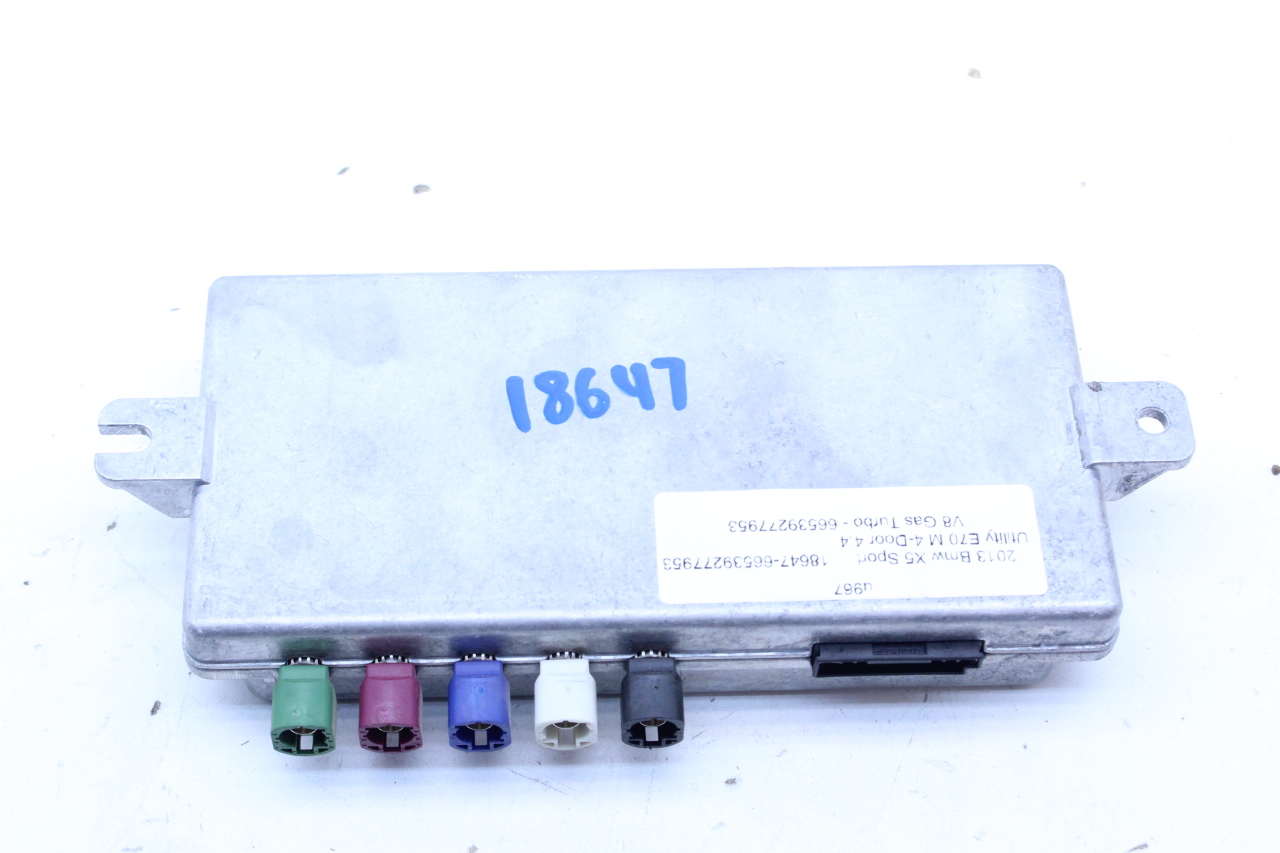 18647
u967
2013 Bmw X5 Sport 18647-66539277953
Utility E70 M 4-Door 4.4
V8 Gas Turbo - 66539277953